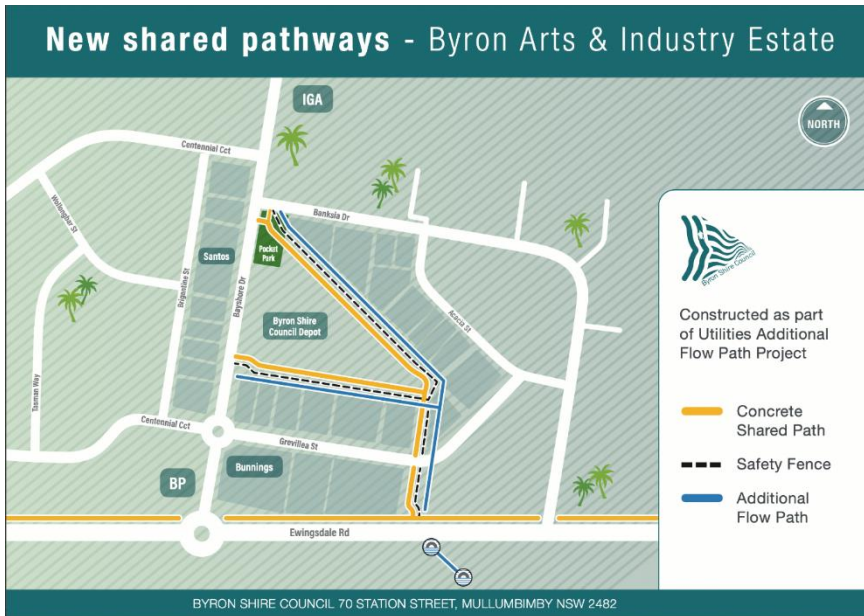 New shared pathways - Byron Arts & Industry Estate
IGA
NORTH
Centennial Cct
Wollongbar St
Banksia Dr
Pocket
Park
Santos
Brigantine St
Bayshore Dr
Byron Shire
Council Depot
Acacia St
Tasman Way
Centennial Cct
Grevillea St
Bunnings
BP
Ewingsdale Rd
Byron Shire Council
Constructed as part
of Utilities Additional
Flow Path Project
Concrete
Shared Path
Safety Fence
Additional
Flow Path
BYRON SHIRE COUNCIL 70 STATION STREET, MULLUMBIMBY NSW 2482